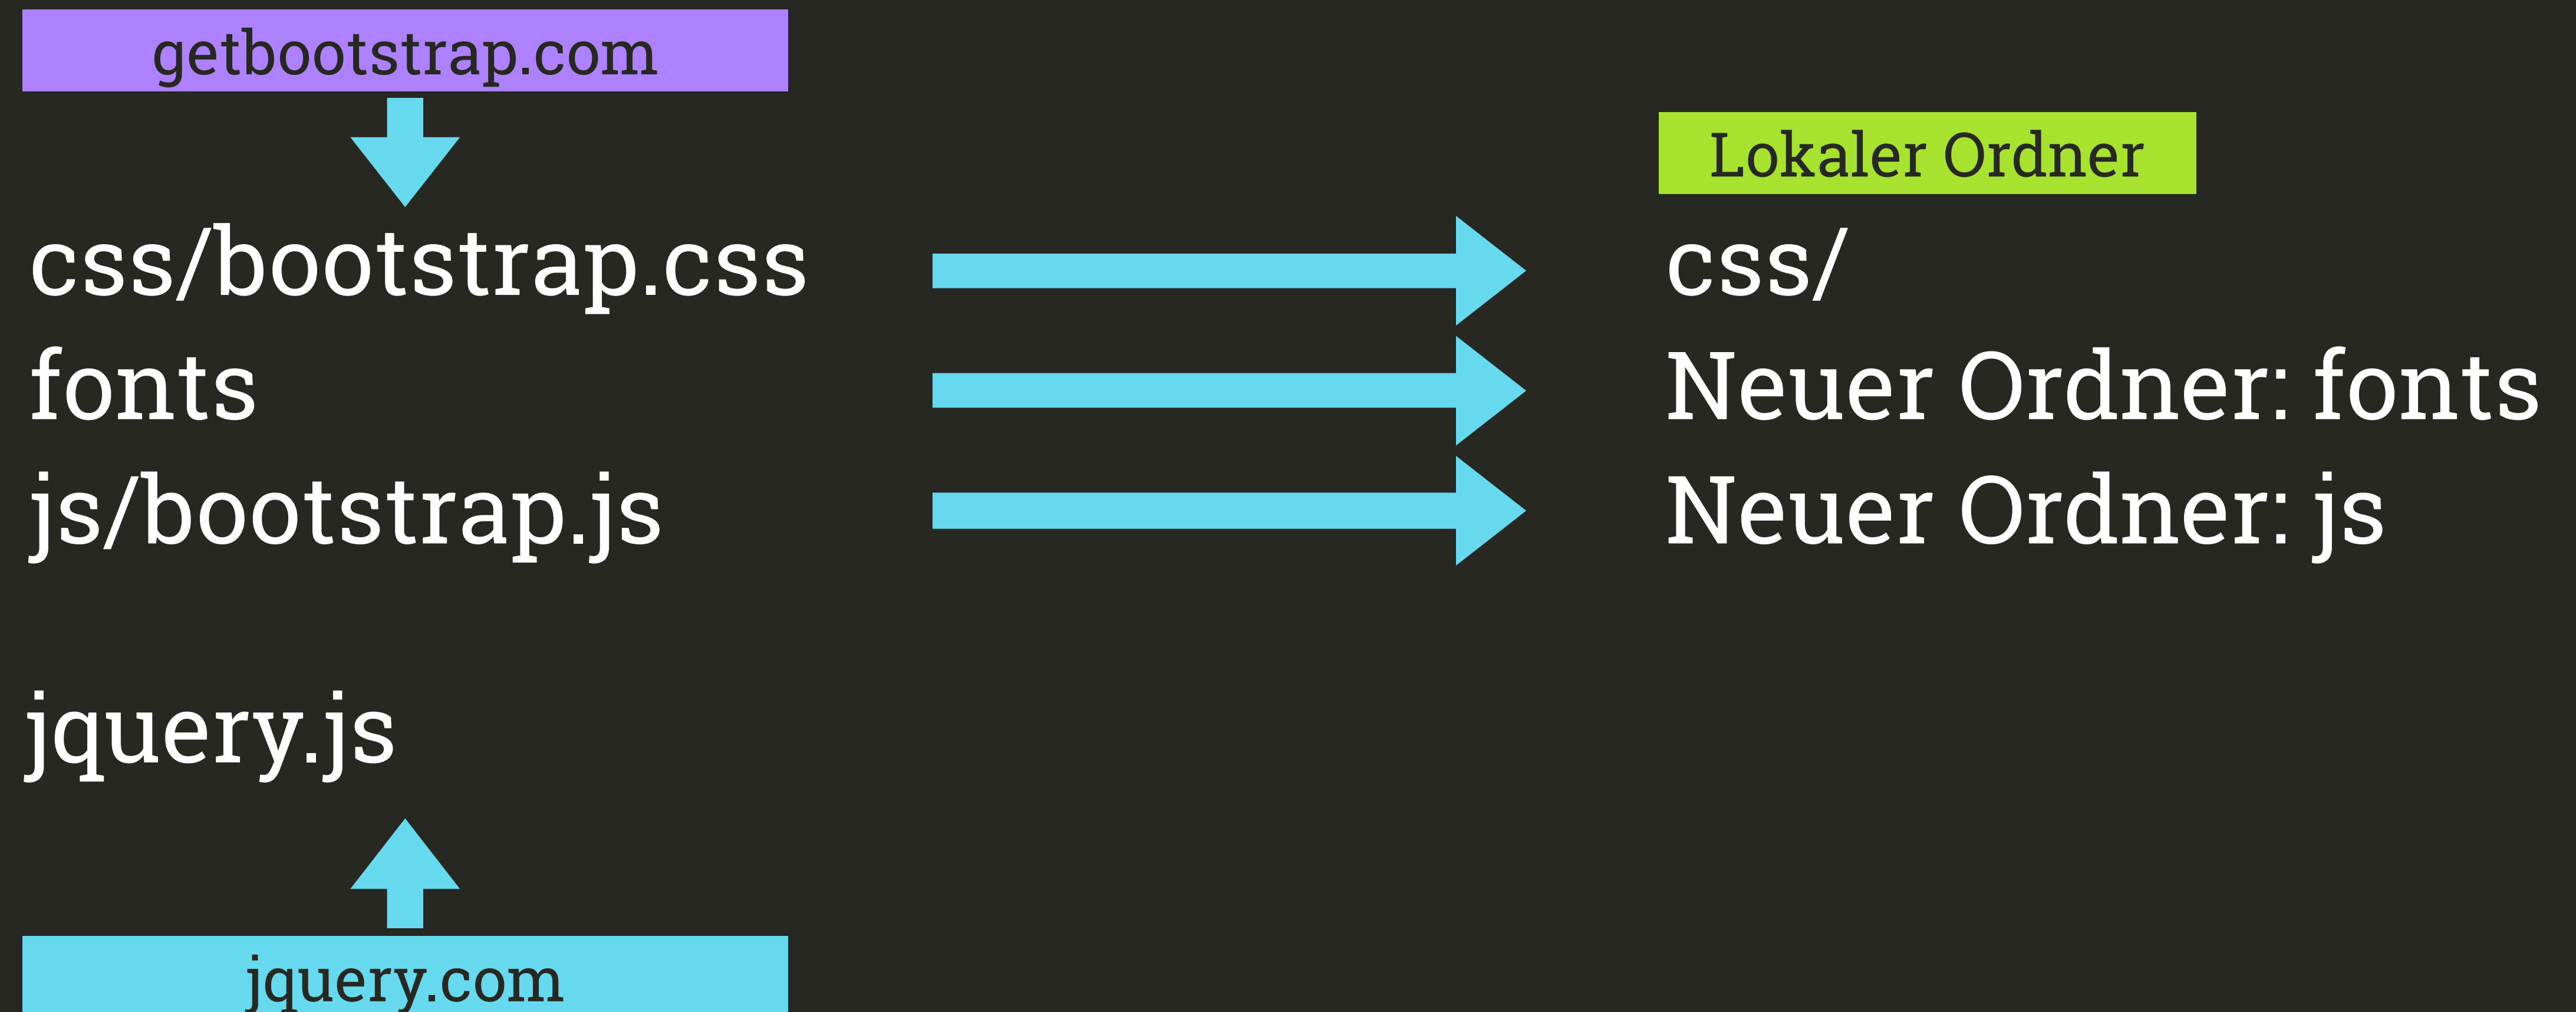 getbootstrap.com
Lokaler Ordner
css/bootstrap.css
css/
fonts
Neuer Ordner: fonts
js/bootstrap.js
Neuer Ordner: js
jquery.js
jquery.com